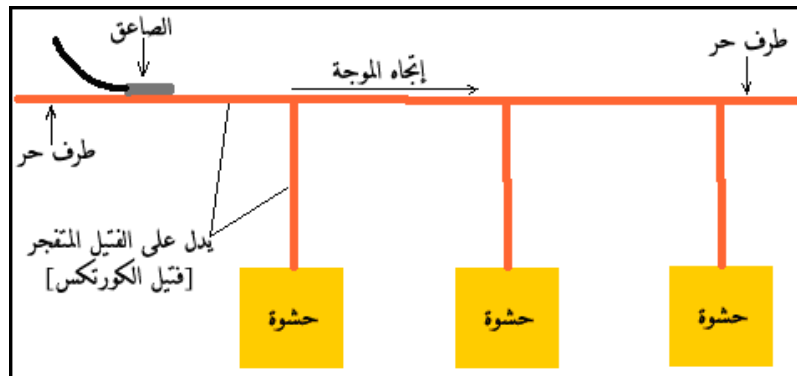 الصاعق
طرف حر
إتجاه الموجة
طرف حر
يدل على الفتيل المتفجر
[فتيل الكورتكس]
حشوة
حشوة
حشوة